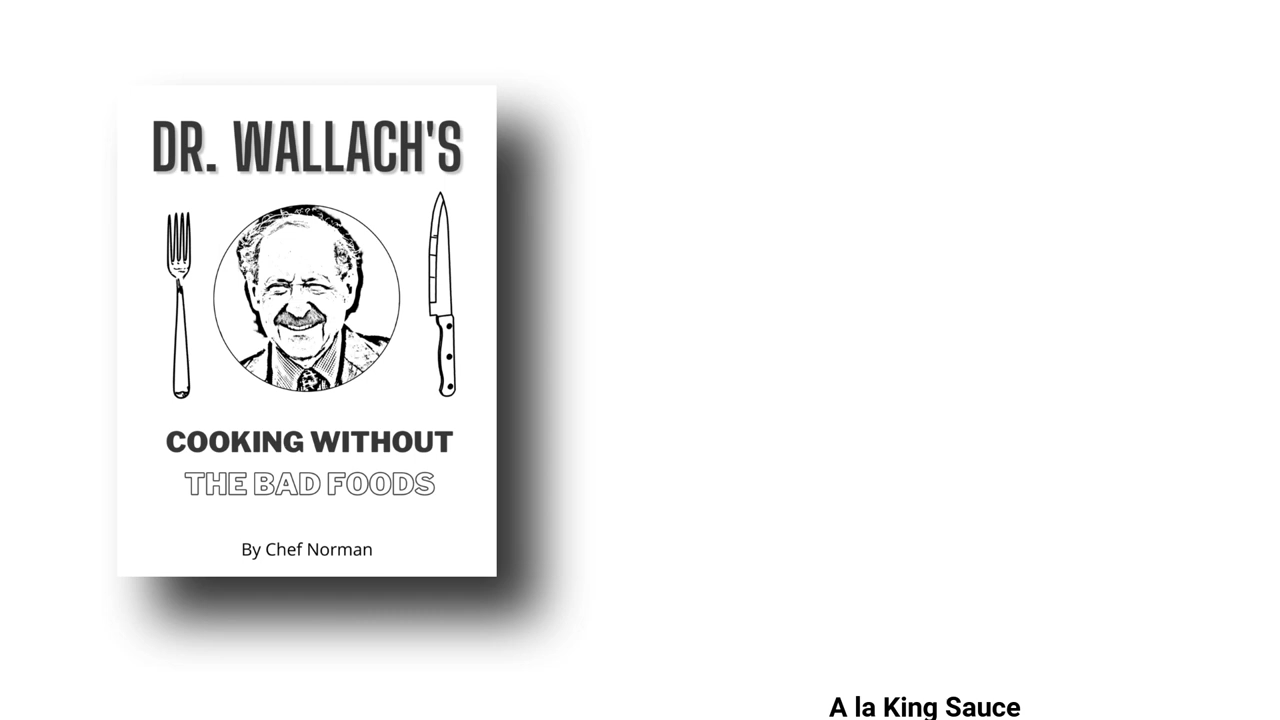 DR. WALLACH'S
COOKING WITHOUT
THE BAD FOODS
By Chef Norman
A la King Sauce